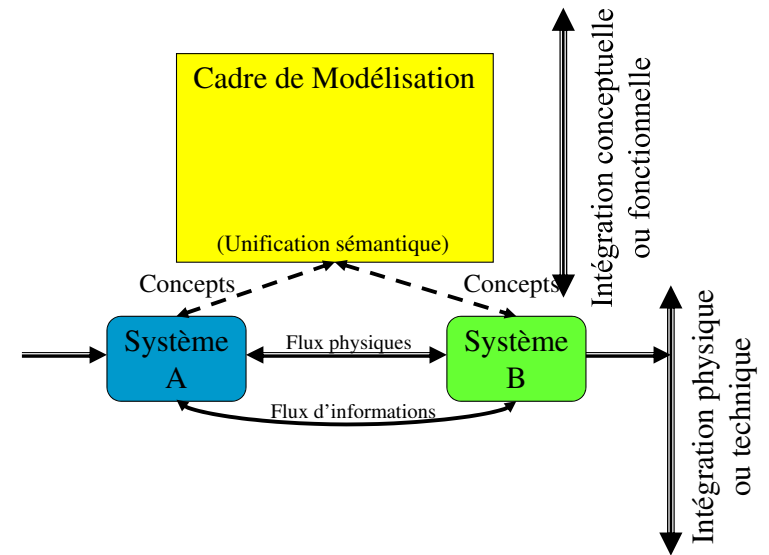 Cadre de Modélisation
(Unification sémantique)
Concepts
Concepts
Système
A
Flux physiques
Système
B
Flux d’informations
Intégration conceptuelle
ou fonctionnelle
Intégration physique
ou technique